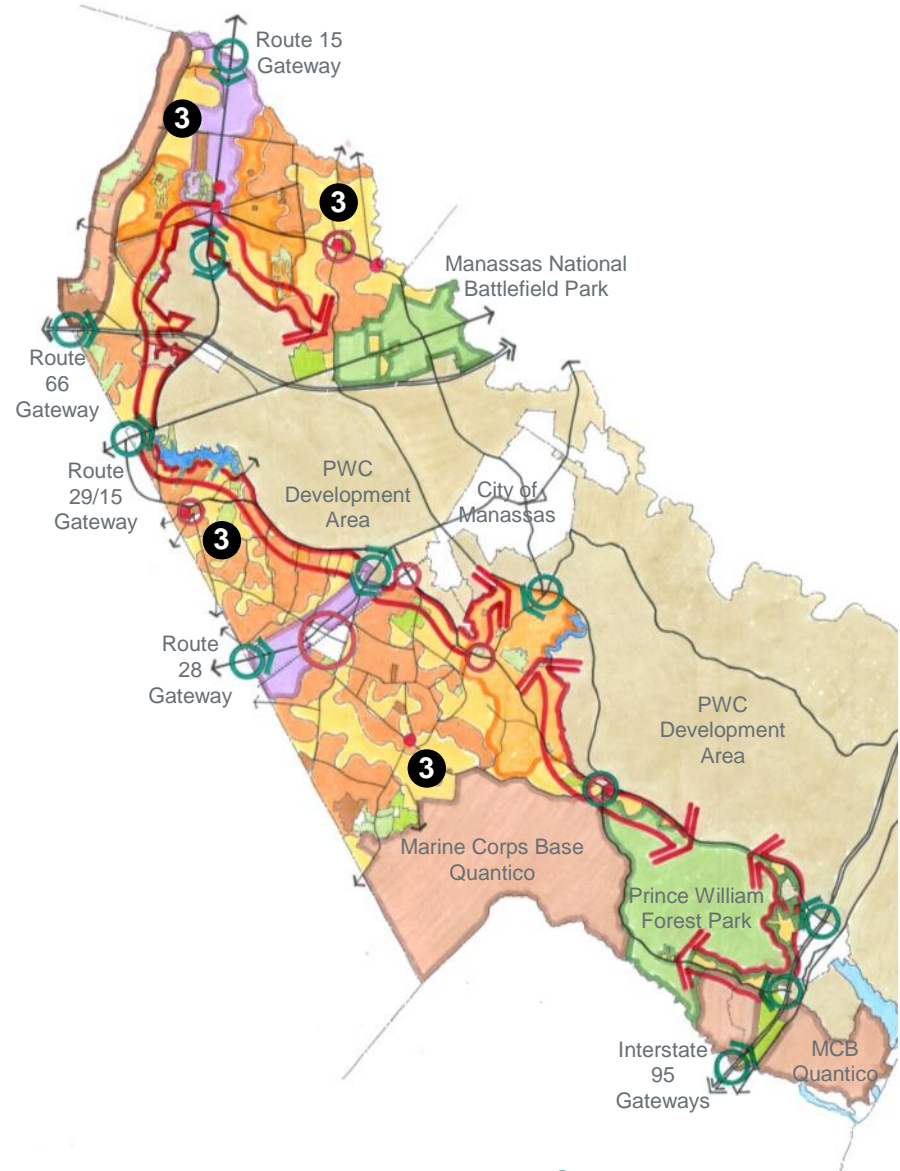 Route 15
Gateway
3
3
Manassas National
Battlefield Park
Route
66
Gateway
Route
29/15
Gateway
PWC
Development
Area
City of
Manassas
3
Route
28
Gateway
PWC
Development
Area
3
Marine Corps Base
Quantico
Prince William
Forest Park
Interstate
95
Gateways
MCB
Quantico